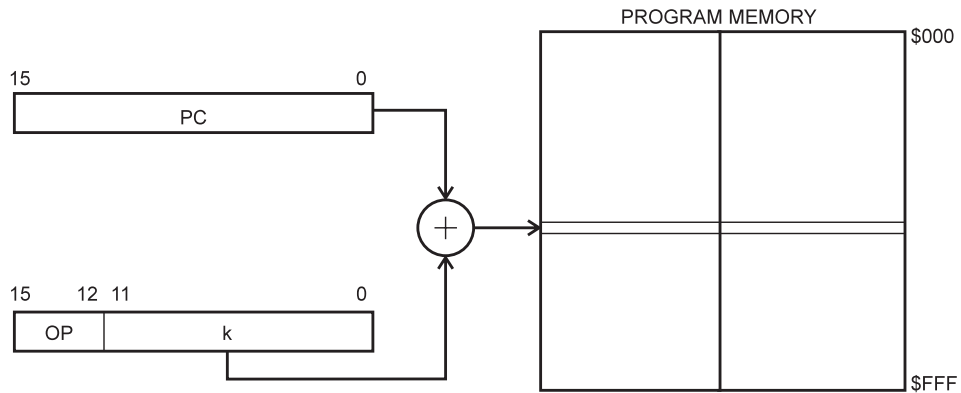 PROGRAM MEMORY
$000
15 0
PC
+
15 12 11 0
OP k
$FFF